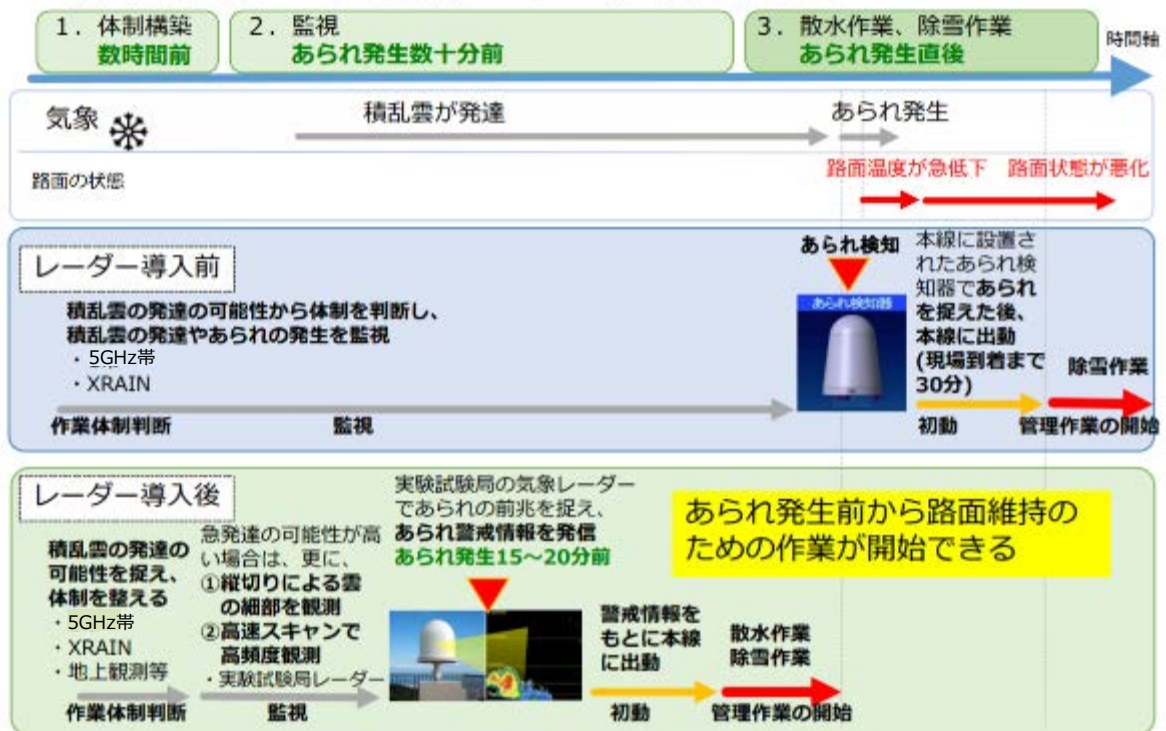 1．体制構築
数時間前
2．監視
あられ発生数十分前
3．散水作業、除雪作業
あられ発生直後
時間軸
気象
積乱雲が発達
あられ発生
路面の状態
路面温度が急低下
路面状態が悪化
レーダー導入前
積乱雲の発達の可能性から体制を判断し、
積乱雲の発達やあられの発生を監視
・ 5GHz帯
・XRAIN
作業体制判断
監視
あられ検知
あられ検知器
本線に設置さ
れたあられ検
知器であられ
を捉えた後、
本線に出動
(現場到着まで
30分)
初動
除雪作業
管理作業の開始
レーダー導入後
積乱雲の発達の
可能性を捉え、
体制を整える
・5GHz帯
・XRAIN
・地上観測等
作業体制判断
急発達の可能性が高
い場合は、更に、
①縦切りによる雲
の細部を観測
②高速スキャンで
高頻度観測
・実験試験局レーダー
監視
実験試験局の気象レーダー
であられの前兆を捉え、
あられ警戒情報を発信
あられ発生15～20分前
警戒情報を
もとに本線
に出動
初動
散水作業
除雪作業
管理作業の開始
あられ発生前から路面維持の
ための作業が開始できる